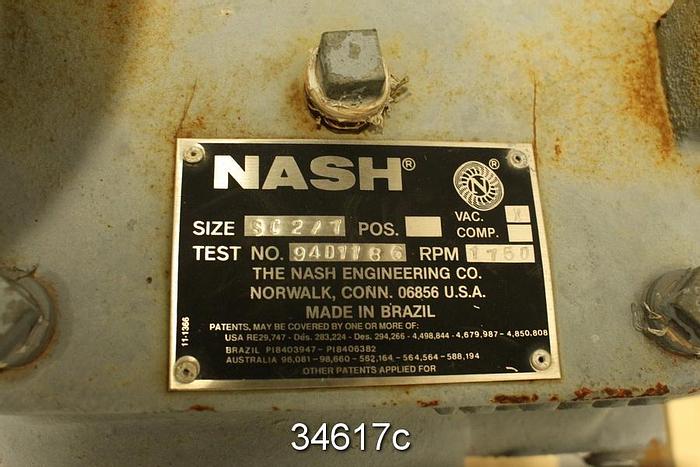 NASH®
N ®
SIZE SC2/7 POS. VAC. X
COMP.
TEST NO. 94D1186 RPM 1750
THE NASH ENGINEERING CO.
NORWALK, CONN. 06856 U.S.A.
MADE IN BRAZIL
PATENTS, MAY BE COVERED BY ONE OR MORE OF:
USA RE29,747 - Des. 283,224 - Des. 294,266 - 4,498,844 - 4,679,987 - 4,850,808
BRAZIL PI8403947 - PI8406382
AUSTRALIA 96,081 - 98,660 - 562,164 - 564,564 - 588,194
OTHER PATENTS APPLIED FOR
11-1366
34617c